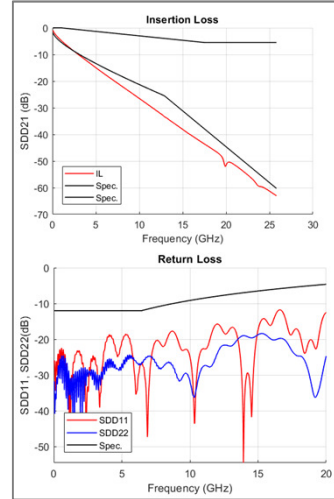 Insertion Loss
0
-10
-20
-30
-40
-50
-60
-70
SDD21 (dB)
IL
Spec.
Spec.
0 5 10 15 20 25 30
Frequency (GHz)
Return Loss
0
-10
-20
-30
-40
-50
SDD11, SDD22(dB)
SDD11
SDD22
Spec.
0 5 10 15 20
Frequency (GHz)